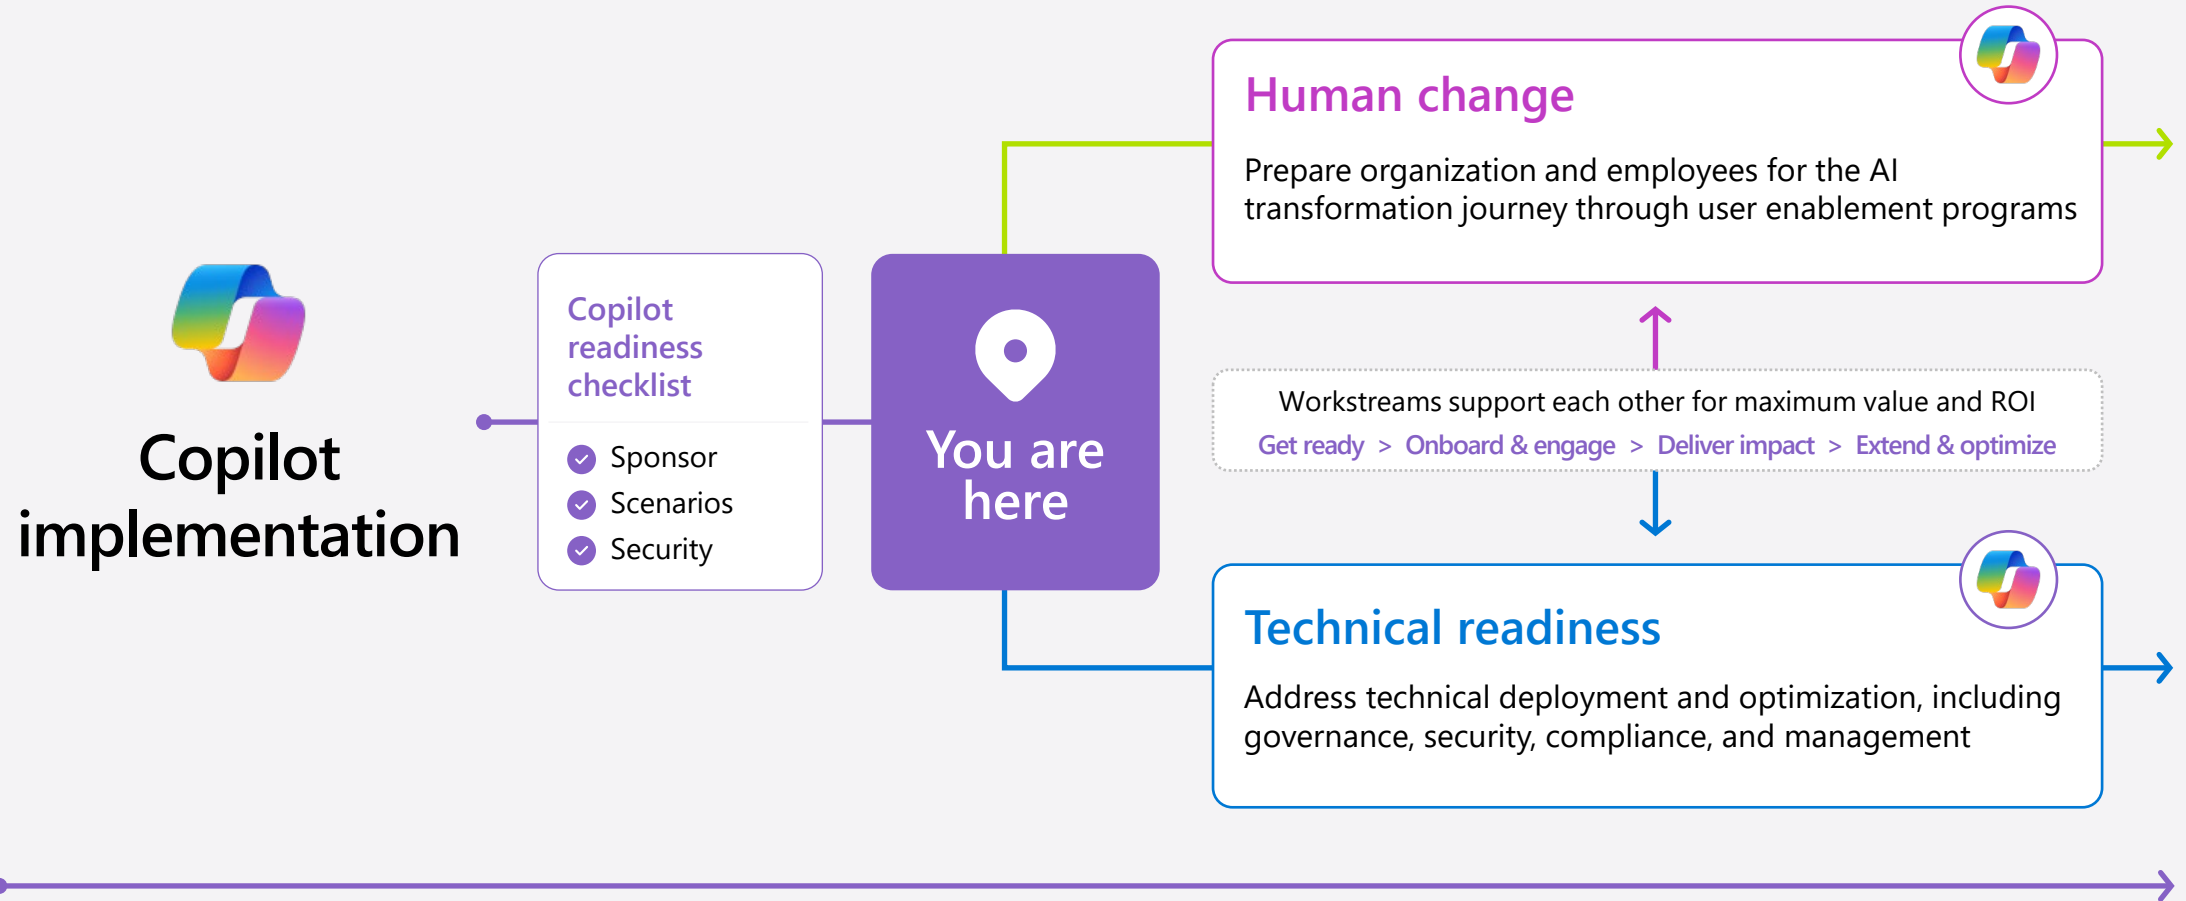 Copilot
implementation
Copilot
readiness
checklist
Sponsor
Scenarios
Security
You are
here
Human change
Prepare organization and employees for the AI
transformation journey through user enablement programs
Workstreams support each other for maximum value and ROI
Get ready > Onboard & engage > Deliver impact > Extend & optimize
Technical readiness
Address technical deployment and optimization, including
governance, security, compliance, and management